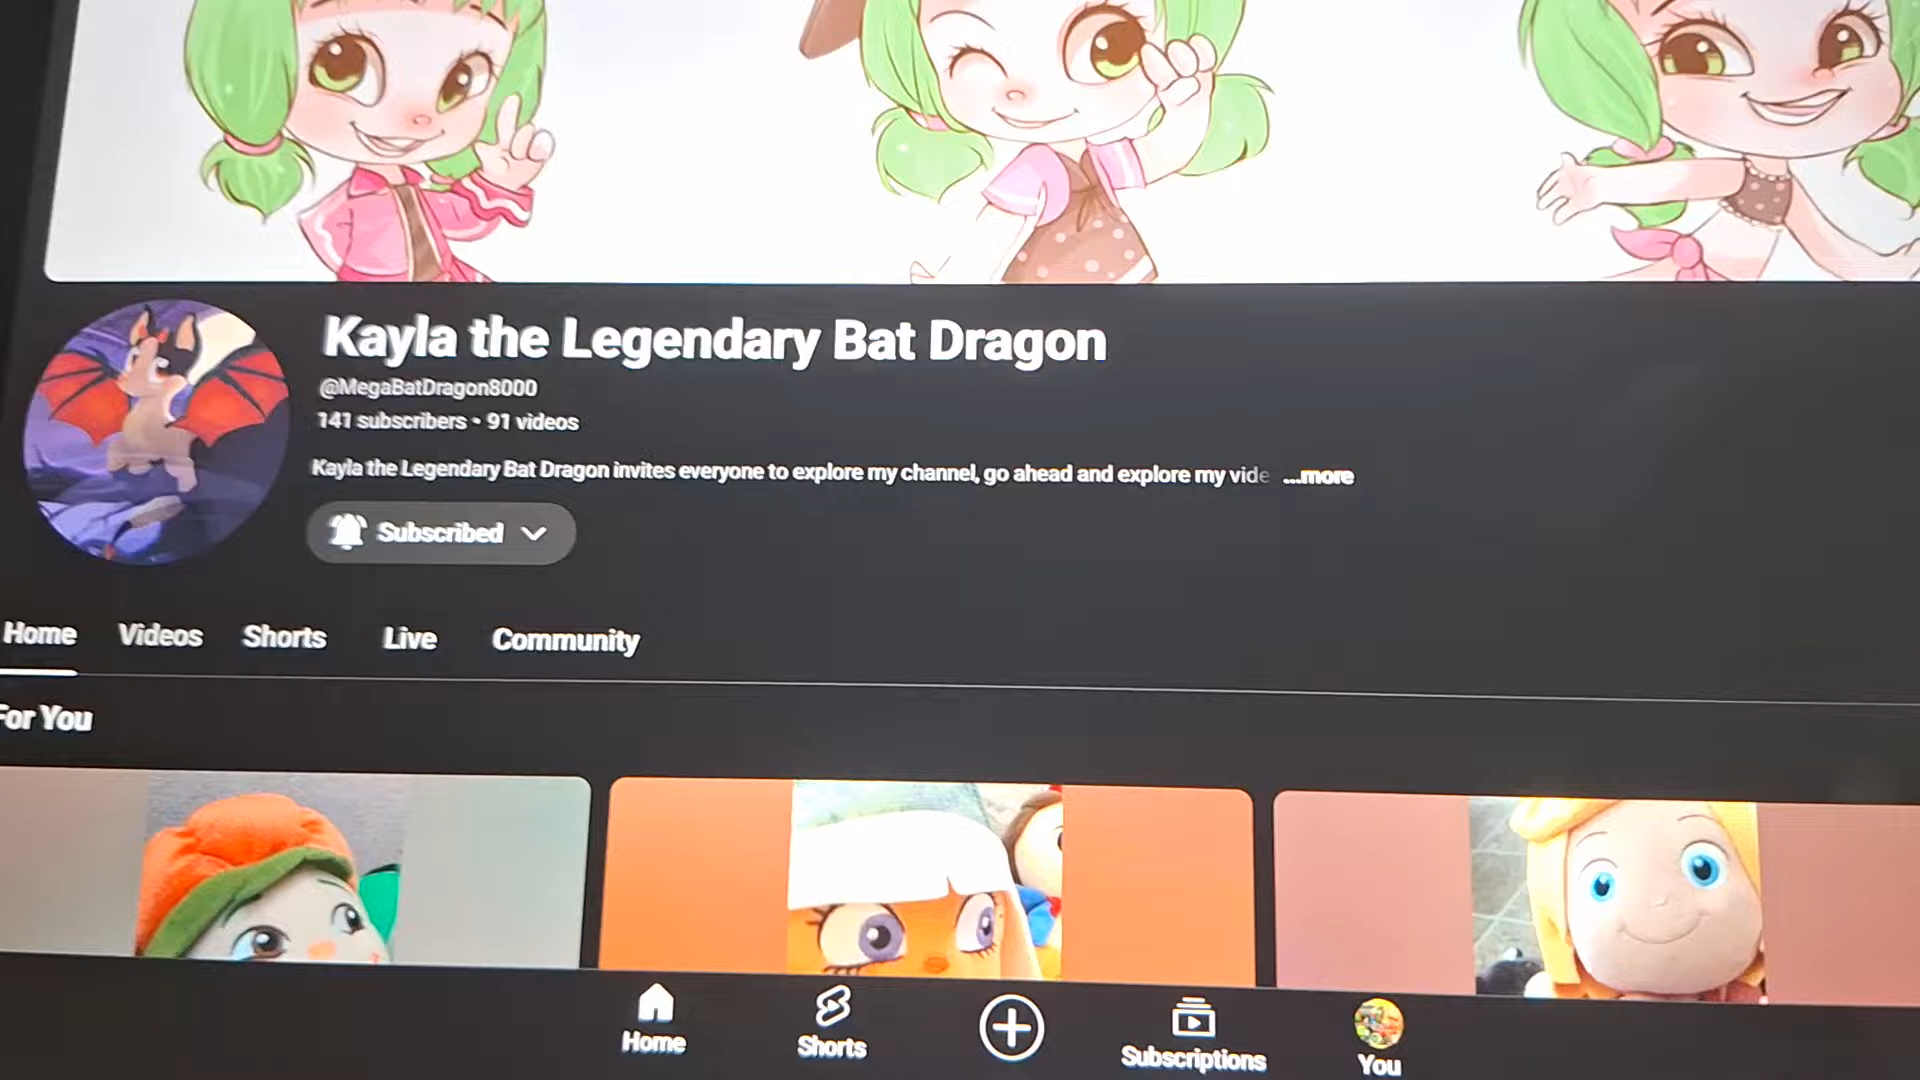 Kayla the Legendary Bat Dragon
@MegaBatDragon8000
141 subscribers • 91 videos
Kayla the Legendary Bat Dragon invites everyone to explore my channel, go ahead and explore my vide ...more
Subscribed
Home Videos Shorts Live Community
For You
Home Shorts Subscriptions You